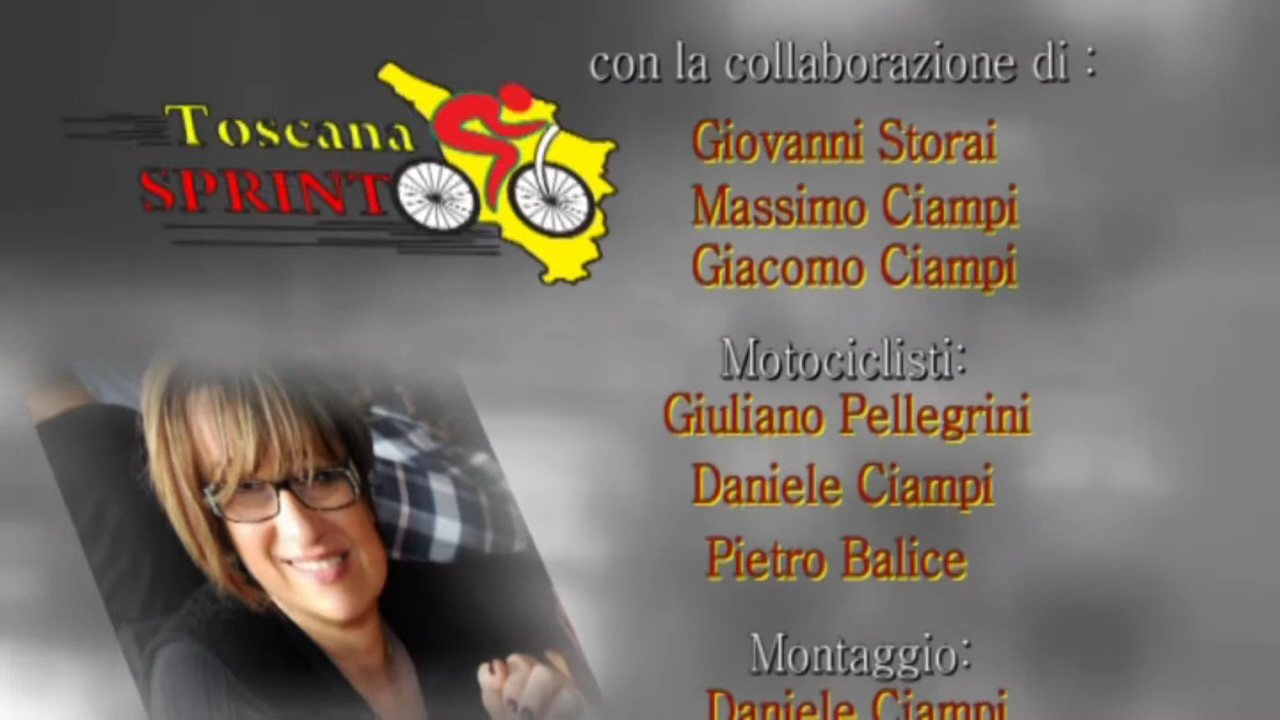 Toscana
SPRINT
con la collaborazione di :
Giovanni Storai
Massimo Ciampi
Giacomo Ciampi
Motociclisti:
Giuliano Pellegrini
Daniele Ciampi
Pietro Balice
Montaggio:
Daniele Ciampi